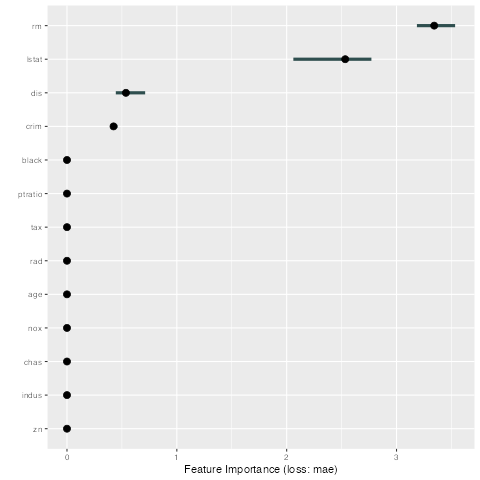 rm
lstat
dis
crim
black
ptratio
tax
rad
age
nox
chas
indus
zn
0 1 2 3
Feature Importance (loss: mae)